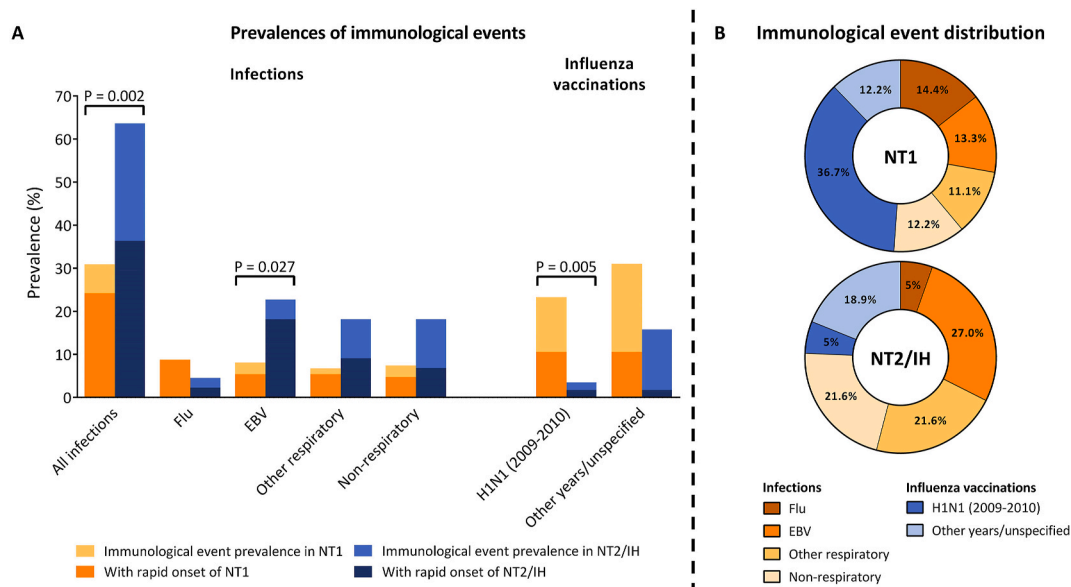 A
Prevalences of immunological events
Infections
Influenza
vaccinations
P = 0.002
P = 0.027
P = 0.005
Prevalence (%)
70
60
50
40
30
20
10
0
All infections
Flu
EBV
Other respiratory
Non-respiratory
H1N1 (2009-2010)
Other years/unspecified
Immunological event prevalence in NT1
With rapid onset of NT1
Immunological event prevalence in NT2/IH
With rapid onset of NT2/IH
B
Immunological event distribution
12.2%
14.4%
13.3%
11.1%
12.2%
36.7%
NT1
18.9%
5%
27.0%
21.6%
21.6%
5%
NT2/IH
Infections
Flu
EBV
Other respiratory
Non-respiratory
Influenza vaccinations
H1N1 (2009-2010)
Other years/unspecified